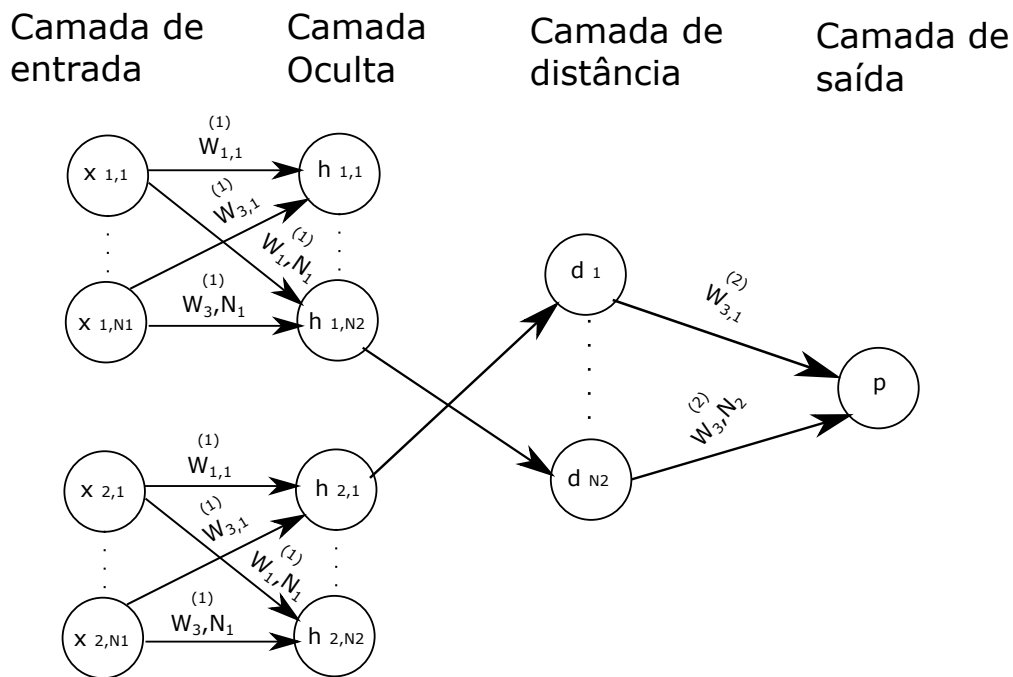 Camada de
entrada
Camada
Oculta
Camada de
distância
Camada de
saída
(1)
W1,1
x 1,1
h 1,1
(1)
W3,1
(1)
W1,N1
(1)
W3,N1
x 1,N1
h 1,N2
d 1
(2)
W3,1
p
(2)
W3,N2
d N2
(1)
W1,1
x 2,1
h 2,1
(1)
W3,1
(1)
W1,N1
(1)
W3,N1
x 2,N1
h 2,N2